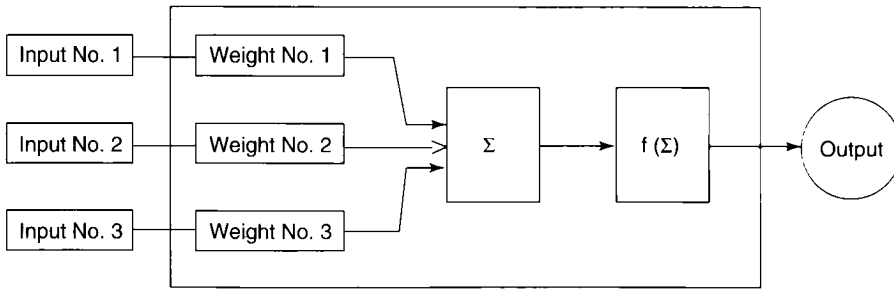 Input No. 1
Weight No. 1
Input No. 2
Weight No. 2
Σ
f (Σ)
Output
Input No. 3
Weight No. 3